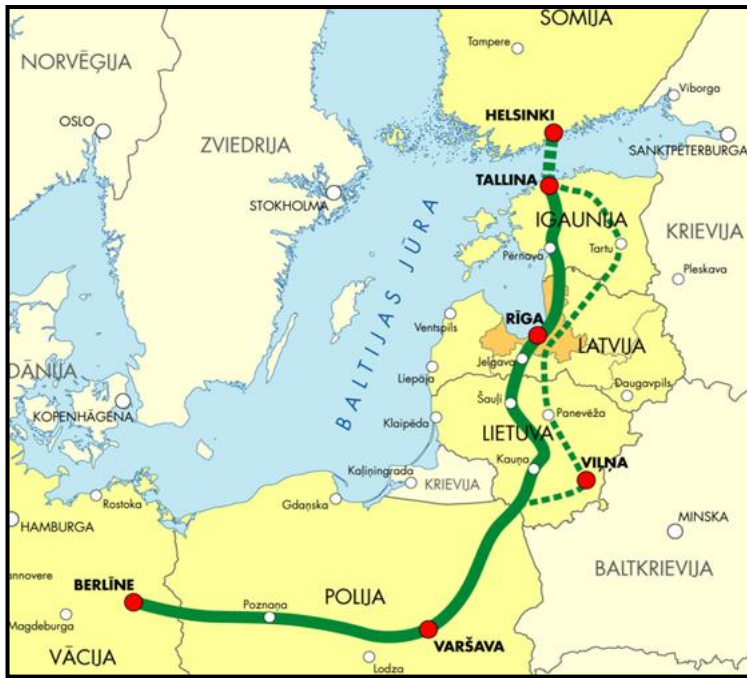 SOMIJA
Tampere
NORVĒĢIJA
Viborga
HELSINKI
OSLO
SANKTPĒTERBURGA
ZVIEDRIJA
TALLINA
STOKHOLMA
IGAUNIJA
KRIEVIJA
Pērnava
Tartu
Pleskava
BALTIJAS JŪRA
RĪGA
Ventspils
LATVIJA
Jelgava
DĀNIJA
Liepāja
Daugavpils
KOPENHĀGENA
Šauļi
Klaipēda
Panevēža
LIETUVA
Kauņa
VIĻŅA
Kaļiņingrada
KRIEVIJA
Rostoka
Gdaņska
HAMBURGA
MINSKA
BALTKRIEVIJA
annovere
BERLĪNE
POLIJA
Poznaņa
Magdeburga
VARŠAVA
VĀCIJA
Lodza